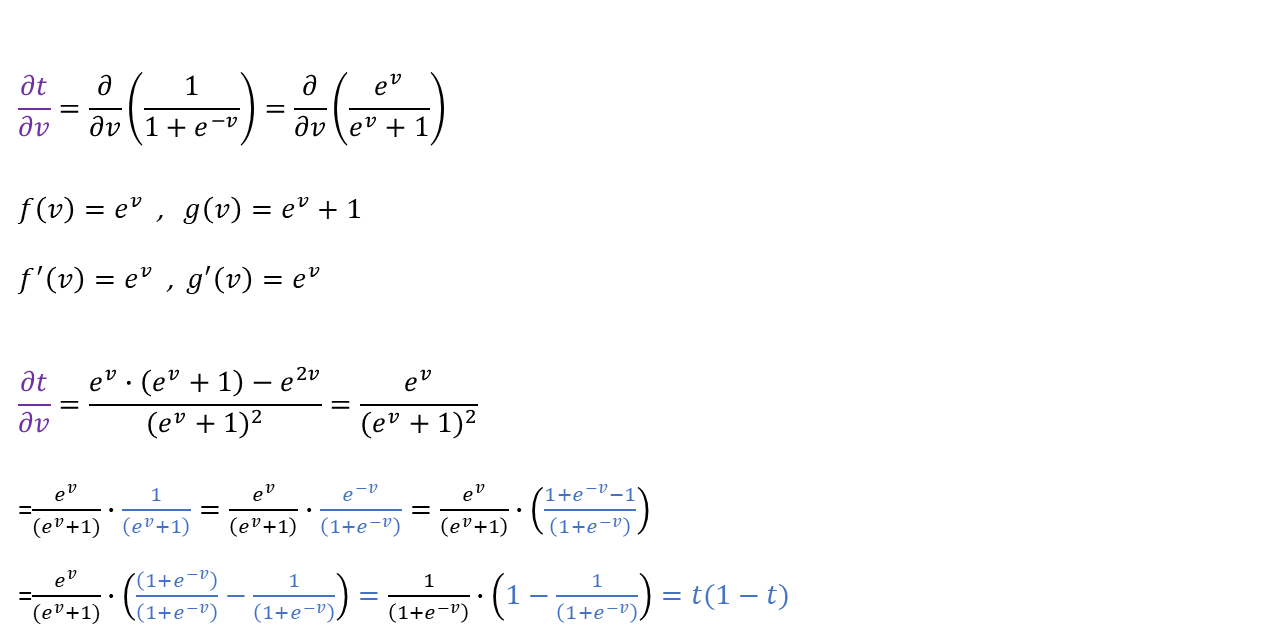 ∂t/∂v = ∂/∂v (1/(1 + e^−v)) = ∂/∂v (e^v/(e^v + 1))
f(v) = e^v , g(v) = e^v + 1
f′(v) = e^v , g′(v) = e^v
∂t/∂v = (e^v · (e^v + 1) − e^2v)/(e^v + 1)^2 = e^v/(e^v + 1)^2
= e^v/(e^v+1) · 1/(e^v+1) = e^v/(e^v+1) · e^−v/(1+e^−v) = e^v/(e^v+1) · ((1+e^−v−1)/(1+e^−v))
= e^v/(e^v+1) · ((1+e^−v)/(1+e^−v) − 1/(1+e^−v)) = 1/(1+e^−v) · (1 − 1/(1+e^−v)) = t(1 − t)